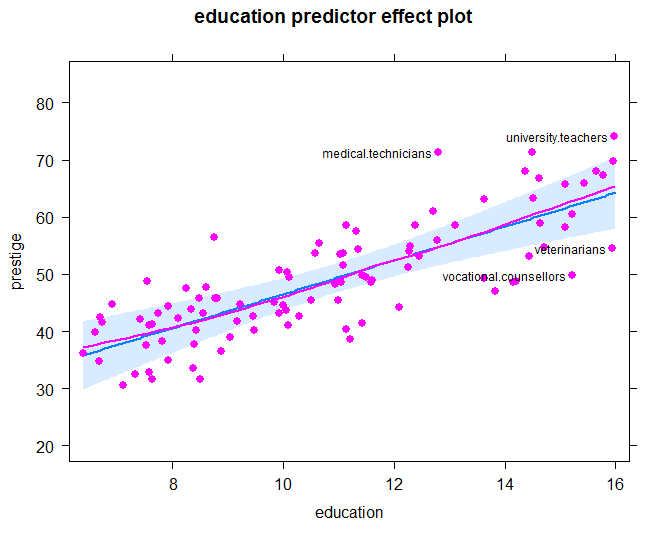 education predictor effect plot
80
70
60
50
40
30
20
prestige
university.teachers
medical.technicians
veterinarians
vocational.counsellors
8 10 12 14 16
education